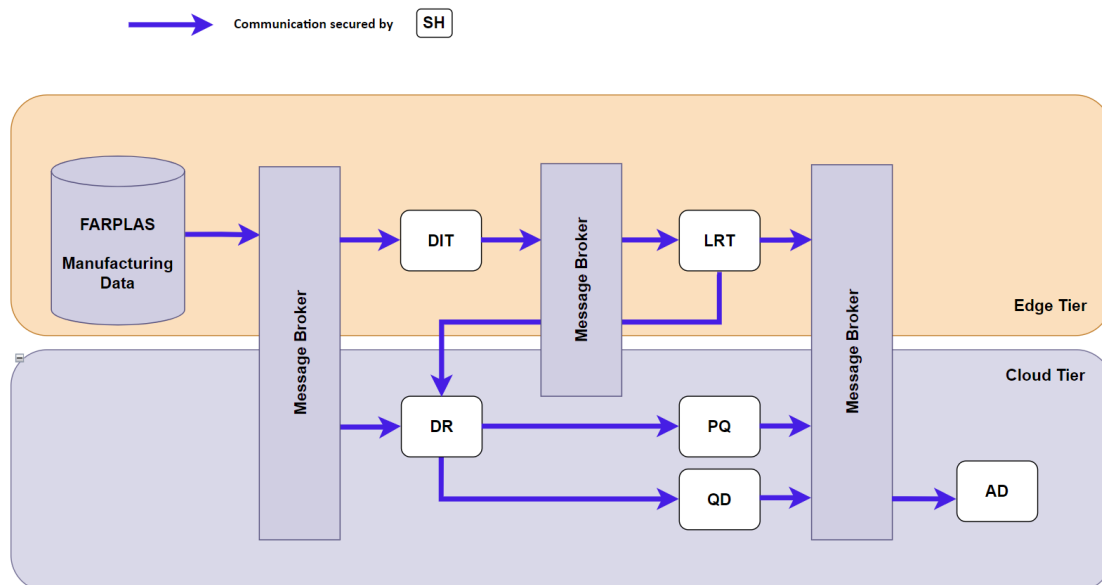 Communication secured by SH
FARPLAS
Manufacturing
Data
Message Broker
DIT
Message Broker
LRT
Message Broker
Edge Tier
Cloud Tier
DR
PQ
QD
AD